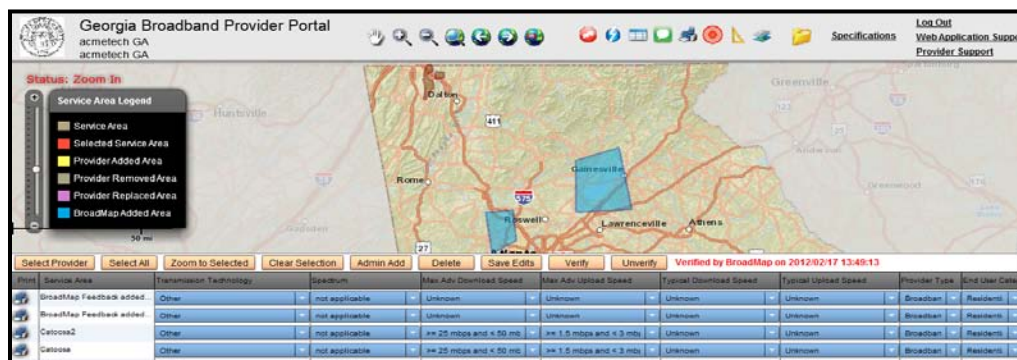 Georgia Broadband Provider Portal
acmetech GA
acmetech GA
Specifications
Log Out
Web Application Suppo
Provider Support
Status: Zoom In
Service Area Legend
Service Area
Selected Service Area
Provider Added Area
Provider Removed Area
Provider Replaced Area
BroadMap Added Area
50 mi
Huntsville
Gadsden
Dalton
411
Rome
27
575
Gainesville
Roswell
Lawrenceville
Athens
Atlanta
Greenville
Anderson
Greenwood
Select Provider Select All Zoom to Selected Clear Selection Admin Add Delete Save Edits Verify Unverify Verified by BroadMap on 2012/02/17 13:49:13
Print Service Area Transmission Technology Spectrum Max Adv Download Speed Max Adv Upload Speed Typical Download Speed Typical Upload Speed Provider Type End User Cate
BroadMap Feedback added... Other not applicable Unknown Unknown Unknown Unknown Broadban Residenti
BroadMap Feedback added... Other not applicable Unknown Unknown Unknown Unknown Broadban Residenti
Catoosa2 Other not applicable >= 25 mbps and < 50 mb >= 1.5 mbps and < 3 mbp Unknown Unknown Broadban Residenti
Catoosa Other not applicable >= 25 mbps and < 50 mb >= 1.5 mbps and < 3 mbp Unknown Unknown Broadban Residenti